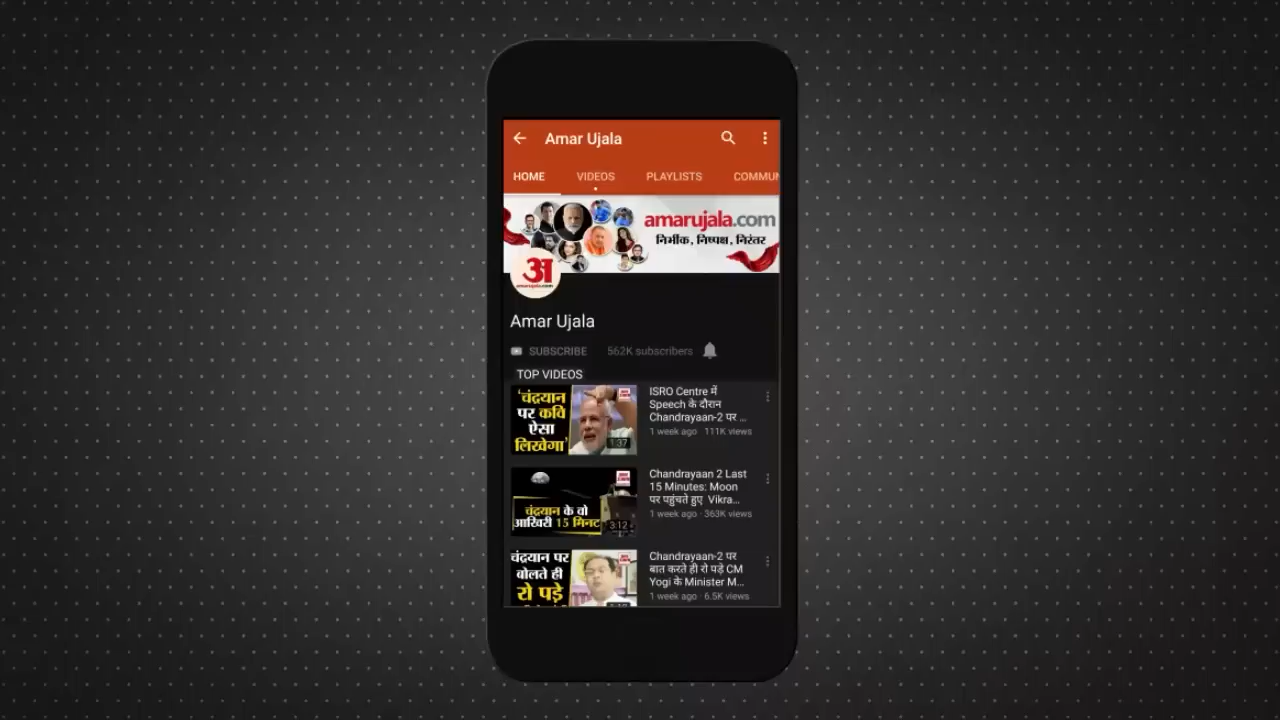 Amar Ujala
HOME VIDEOS PLAYLISTS COMMUN
amarujala.com
निर्भीक, निष्पक्ष, निरंतर
अ
amarujala.com
Amar Ujala
SUBSCRIBE 562K subscribers
TOP VIDEOS
'चंद्रयान
पर कवि
ऐसा
लिखेगा'
1:37
ISRO Centre में
Speech के दौरान
Chandrayaan-2 पर ...
1 week ago · 111K views
चंद्रयान के वो
आखिरी 15 मिनट
3:12
Chandrayaan 2 Last
15 Minutes: Moon
पर पहुंचते हुए Vikra...
1 week ago · 363K views
चंद्रयान पर
बोलते ही
रो पड़े
Chandrayaan-2 पर
बात करते ही रो पड़े CM
Yogi के Minister M...
1 week ago · 6.5K views